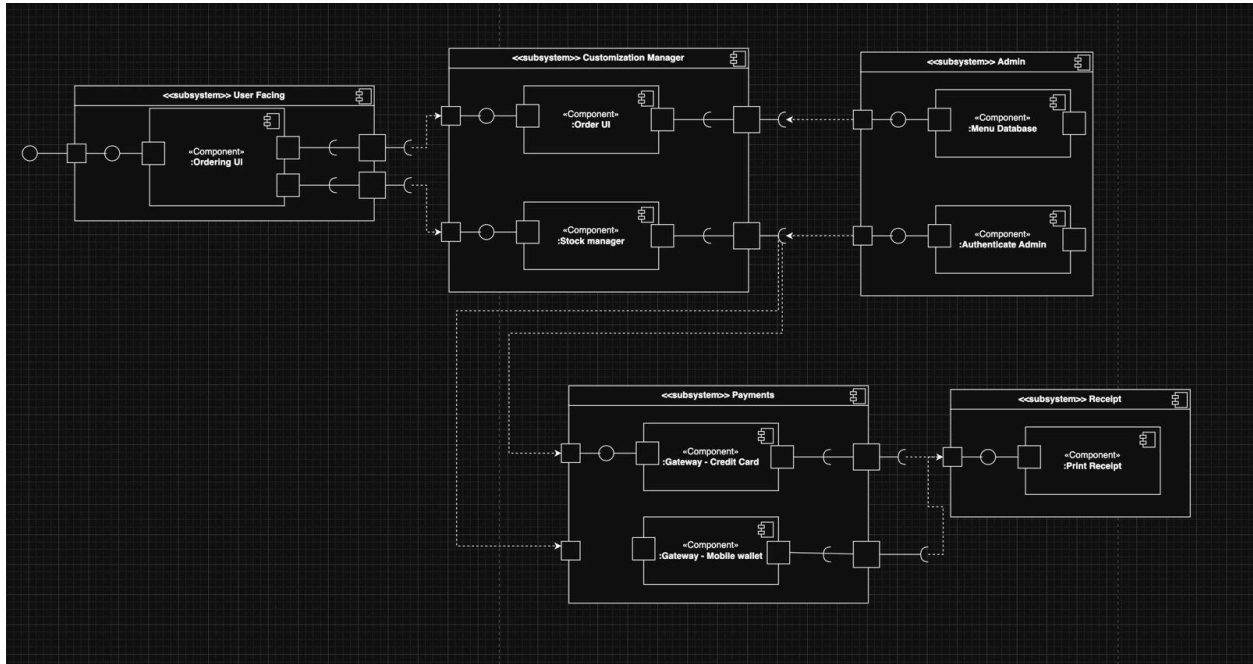 <<subsystem>> User Facing
«Component»
:Ordering UI
<<subsystem>> Customization Manager
«Component»
:Order UI
«Component»
:Stock manager
<<subsystem>> Admin
«Component»
:Menu Database
«Component»
:Authenticate Admin
<<subsystem>> Payments
«Component»
:Gateway - Credit Card
«Component»
:Gateway - Mobile wallet
<<subsystem>> Receipt
«Component»
:Print Receipt